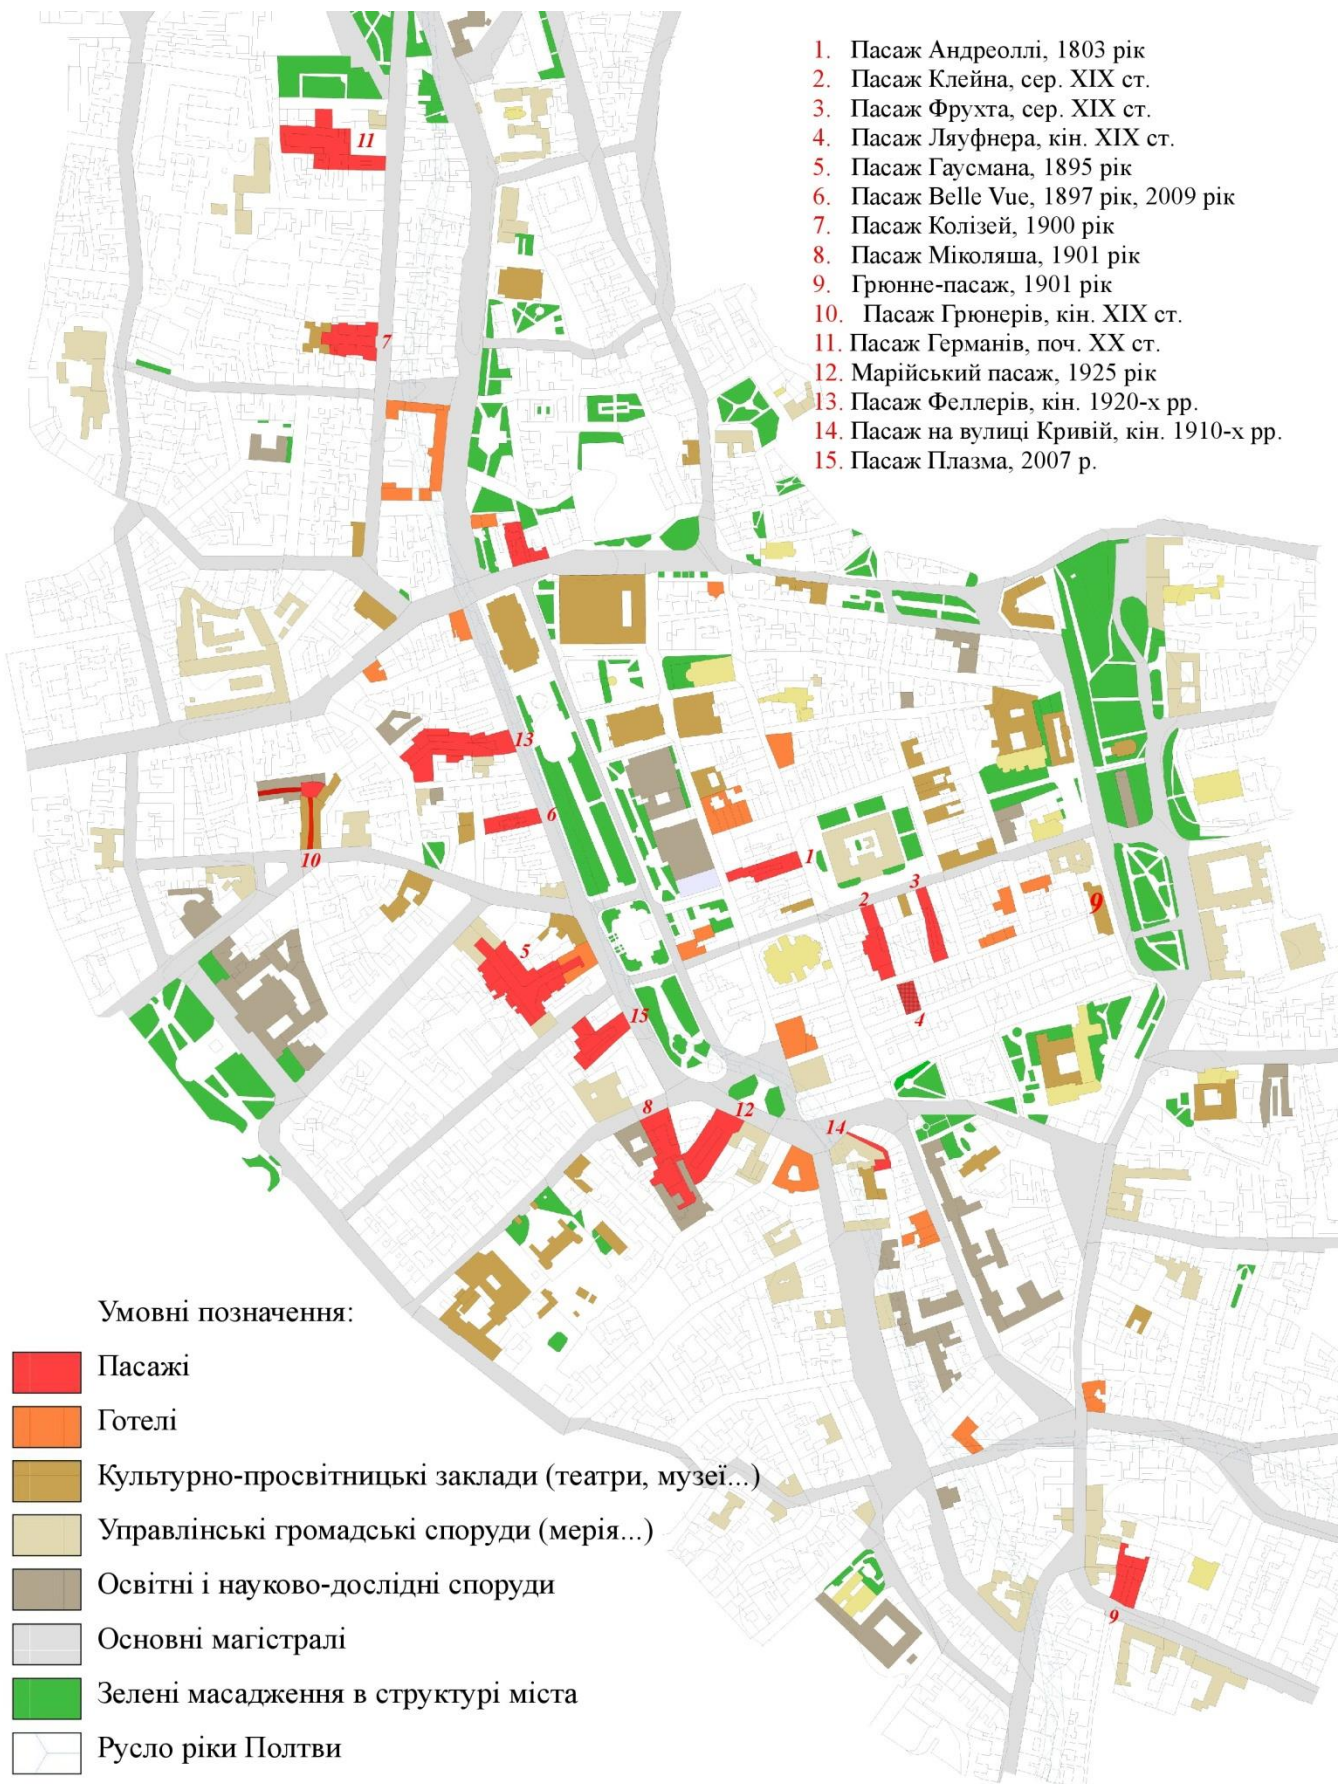 1. Пасаж Андреоллі, 1803 рік
2. Пасаж Клейна, сер. XIX ст.
3. Пасаж Фрухта, сер. XIX ст.
4. Пасаж Ляуфнера, кін. XIX ст.
5. Пасаж Гаусмана, 1895 рік
6. Пасаж Belle Vue, 1897 рік, 2009 рік
7. Пасаж Колізей, 1900 рік
8. Пасаж Міколяша, 1901 рік
9. Грюнне-пасаж, 1901 рік
10. Пасаж Грюнерів, кін. XIX ст.
11. Пасаж Германів, поч. XX ст.
12. Марійський пасаж, 1925 рік
13. Пасаж Феллерів, кін. 1920-х рр.
14. Пасаж на вулиці Кривій, кін. 1910-х рр.
15. Пасаж Плазма, 2007 р.
11
7
13
6
10
1
3
2
9
5
4
15
8
12
14
9
Умовні позначення:
Пасажі
Готелі
Культурно-просвітницькі заклади (театри, музеї...)
Управлінські громадські споруди (мерія...)
Освітні і науково-дослідні споруди
Основні магістралі
Зелені масадження в структурі міста
Русло ріки Полтви